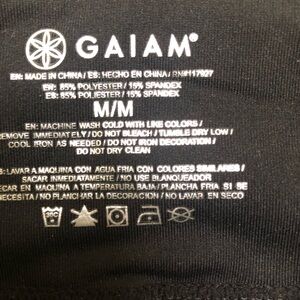 GAIAM®
EN: MADE IN CHINA / ES: HECHO EN CHINA / RN#117927
EN: 85% POLYESTER / 15% SPANDEX
ES: 85% POLIESTER / 15% SPANDEX
M/M
EN: MACHINE WASH COLD WITH LIKE COLORS /
REMOVE IMMEDIATELY / DO NOT BLEACH / TUMBLE DRY LOW /
COOL IRON AS NEEDED / DO NOT IRON DECORATION /
DO NOT DRY CLEAN
ES: LAVAR A MAQUINA CON AGUA FRIA CON COLORES SIMILARES /
SACAR INMEDIATAMENTE / NO USE BLANQUEADOR
ECAR EN MAQUINA A TEMPERATURA BAJA / PLANCHA FRIA SI SE
NECESITA / NO PLANCHAR LA DECORACION / NO LAVAR EN SECO
30C